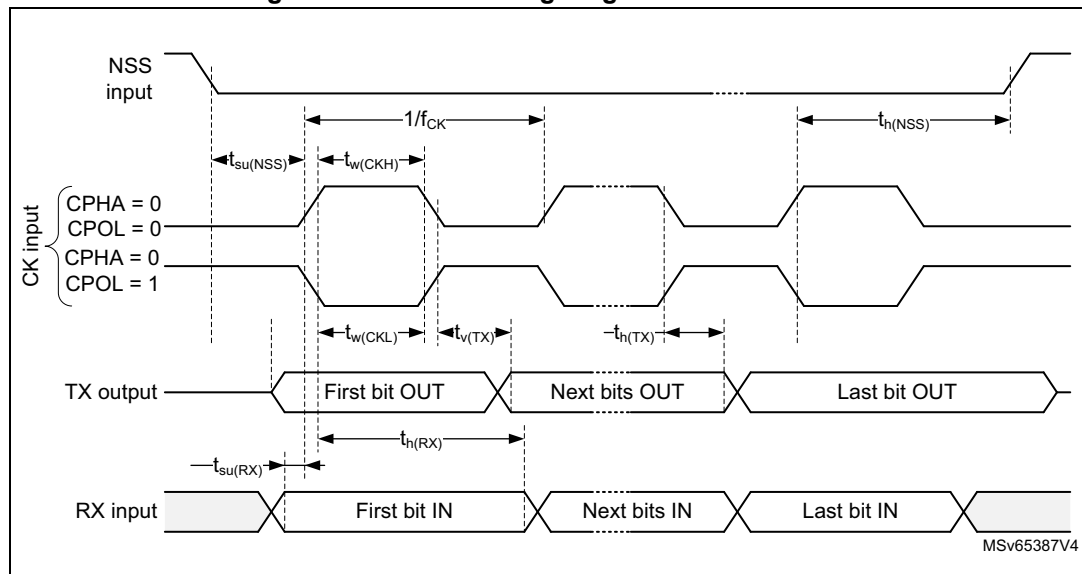 NSS
input
1/fCK
th(NSS)
tsu(NSS)
tw(CKH)
CK input
CPHA = 0
CPOL = 0
CPHA = 0
CPOL = 1
tw(CKL)
tv(TX)
th(TX)
TX output
First bit OUT
Next bits OUT
Last bit OUT
th(RX)
tsu(RX)
RX input
First bit IN
Next bits IN
Last bit IN
MSv65387V4